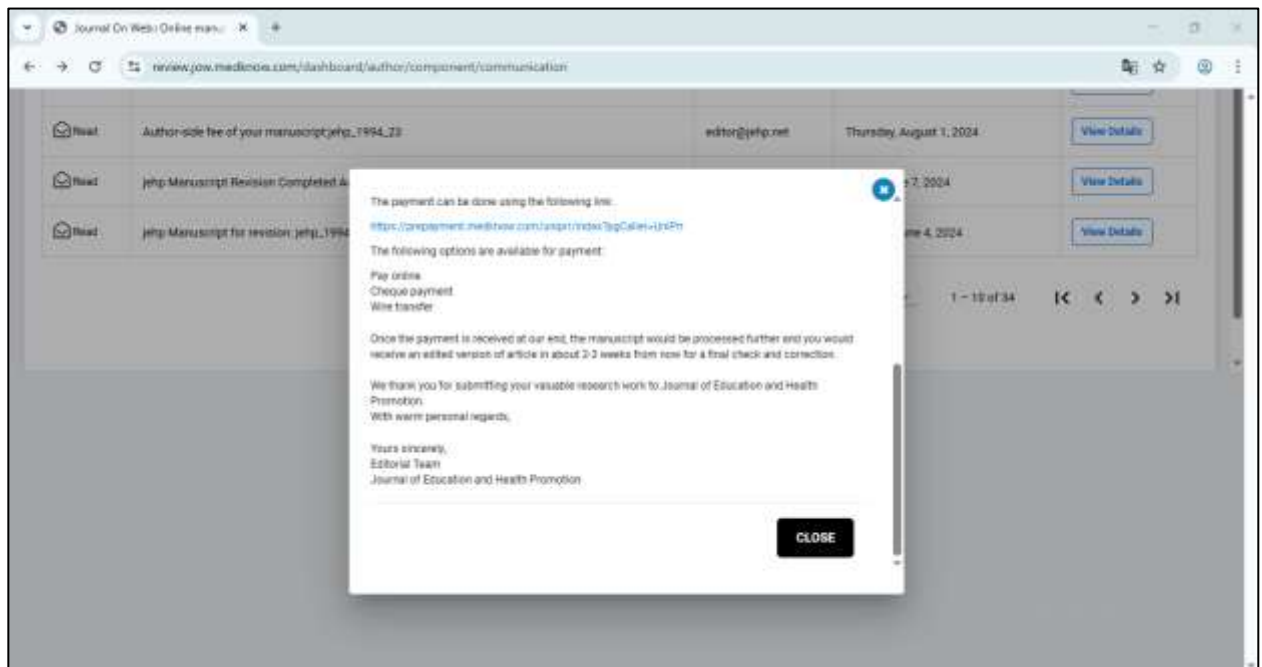 Journal On Web : Online manu
review.jow.medknow.com/dashboard/author/component/communication
Read Author-side fee of your manuscript jehp_1994_23 editor@jehp.net Thursday, August 1, 2024 View Details
Read jehp Manuscript Revision Completed A 7, 2024 View Details
Read jehp Manuscript for revision: jehp_1994 4, 2024 View Details
1 – 10 of 34
The payment can be done using the following link:
The following options are available for payment:
Pay online
Cheque payment
Wire transfer
Once the payment is received at our end, the manuscript would be processed further and you would
receive an edited version of article in about 2-3 weeks from now for a final check and correction.
We thank you for submitting your valuable research work to Journal of Education and Health
Promotion.
With warm personal regards,
Yours sincerely,
Editorial Team
Journal of Education and Health Promotion
CLOSE